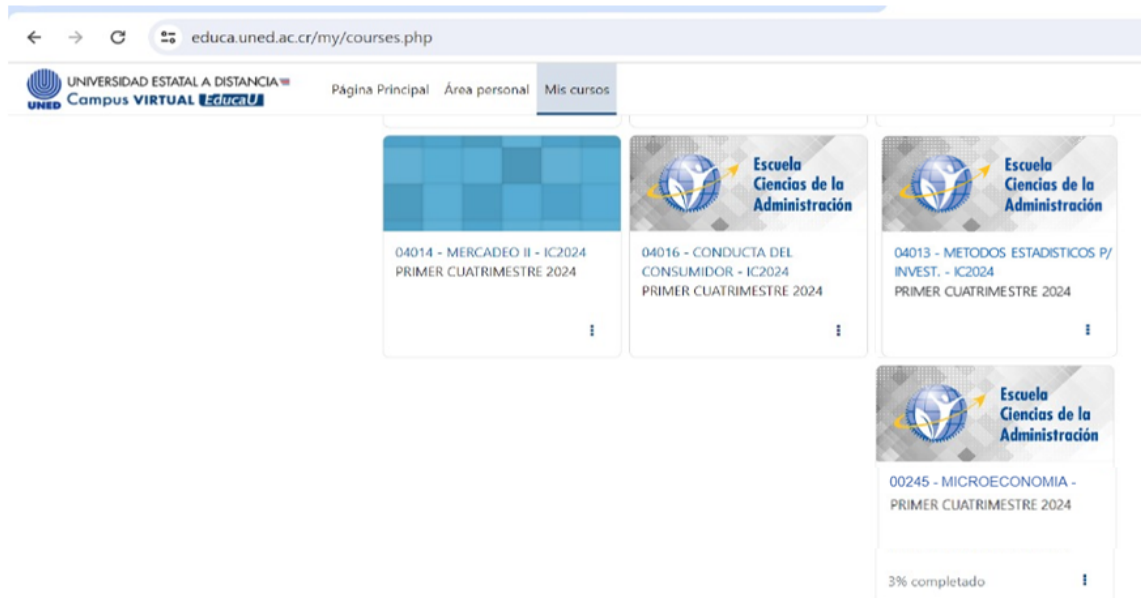 educa.uned.ac.cr/my/courses.php
UNIVERSIDAD ESTATAL A DISTANCIA
UNED Campus VIRTUAL EducaU
Página Principal Área personal Mis cursos
Escuela
Ciencias de la
Administración
Escuela
Ciencias de la
Administración
04014 - MERCADEO II - IC2024
PRIMER CUATRIMESTRE 2024
04016 - CONDUCTA DEL
CONSUMIDOR - IC2024
PRIMER CUATRIMESTRE 2024
04013 - METODOS ESTADISTICOS P/
INVEST. - IC2024
PRIMER CUATRIMESTRE 2024
Escuela
Ciencias de la
Administración
00245 - MICROECONOMIA -
PRIMER CUATRIMESTRE 2024
3% completado